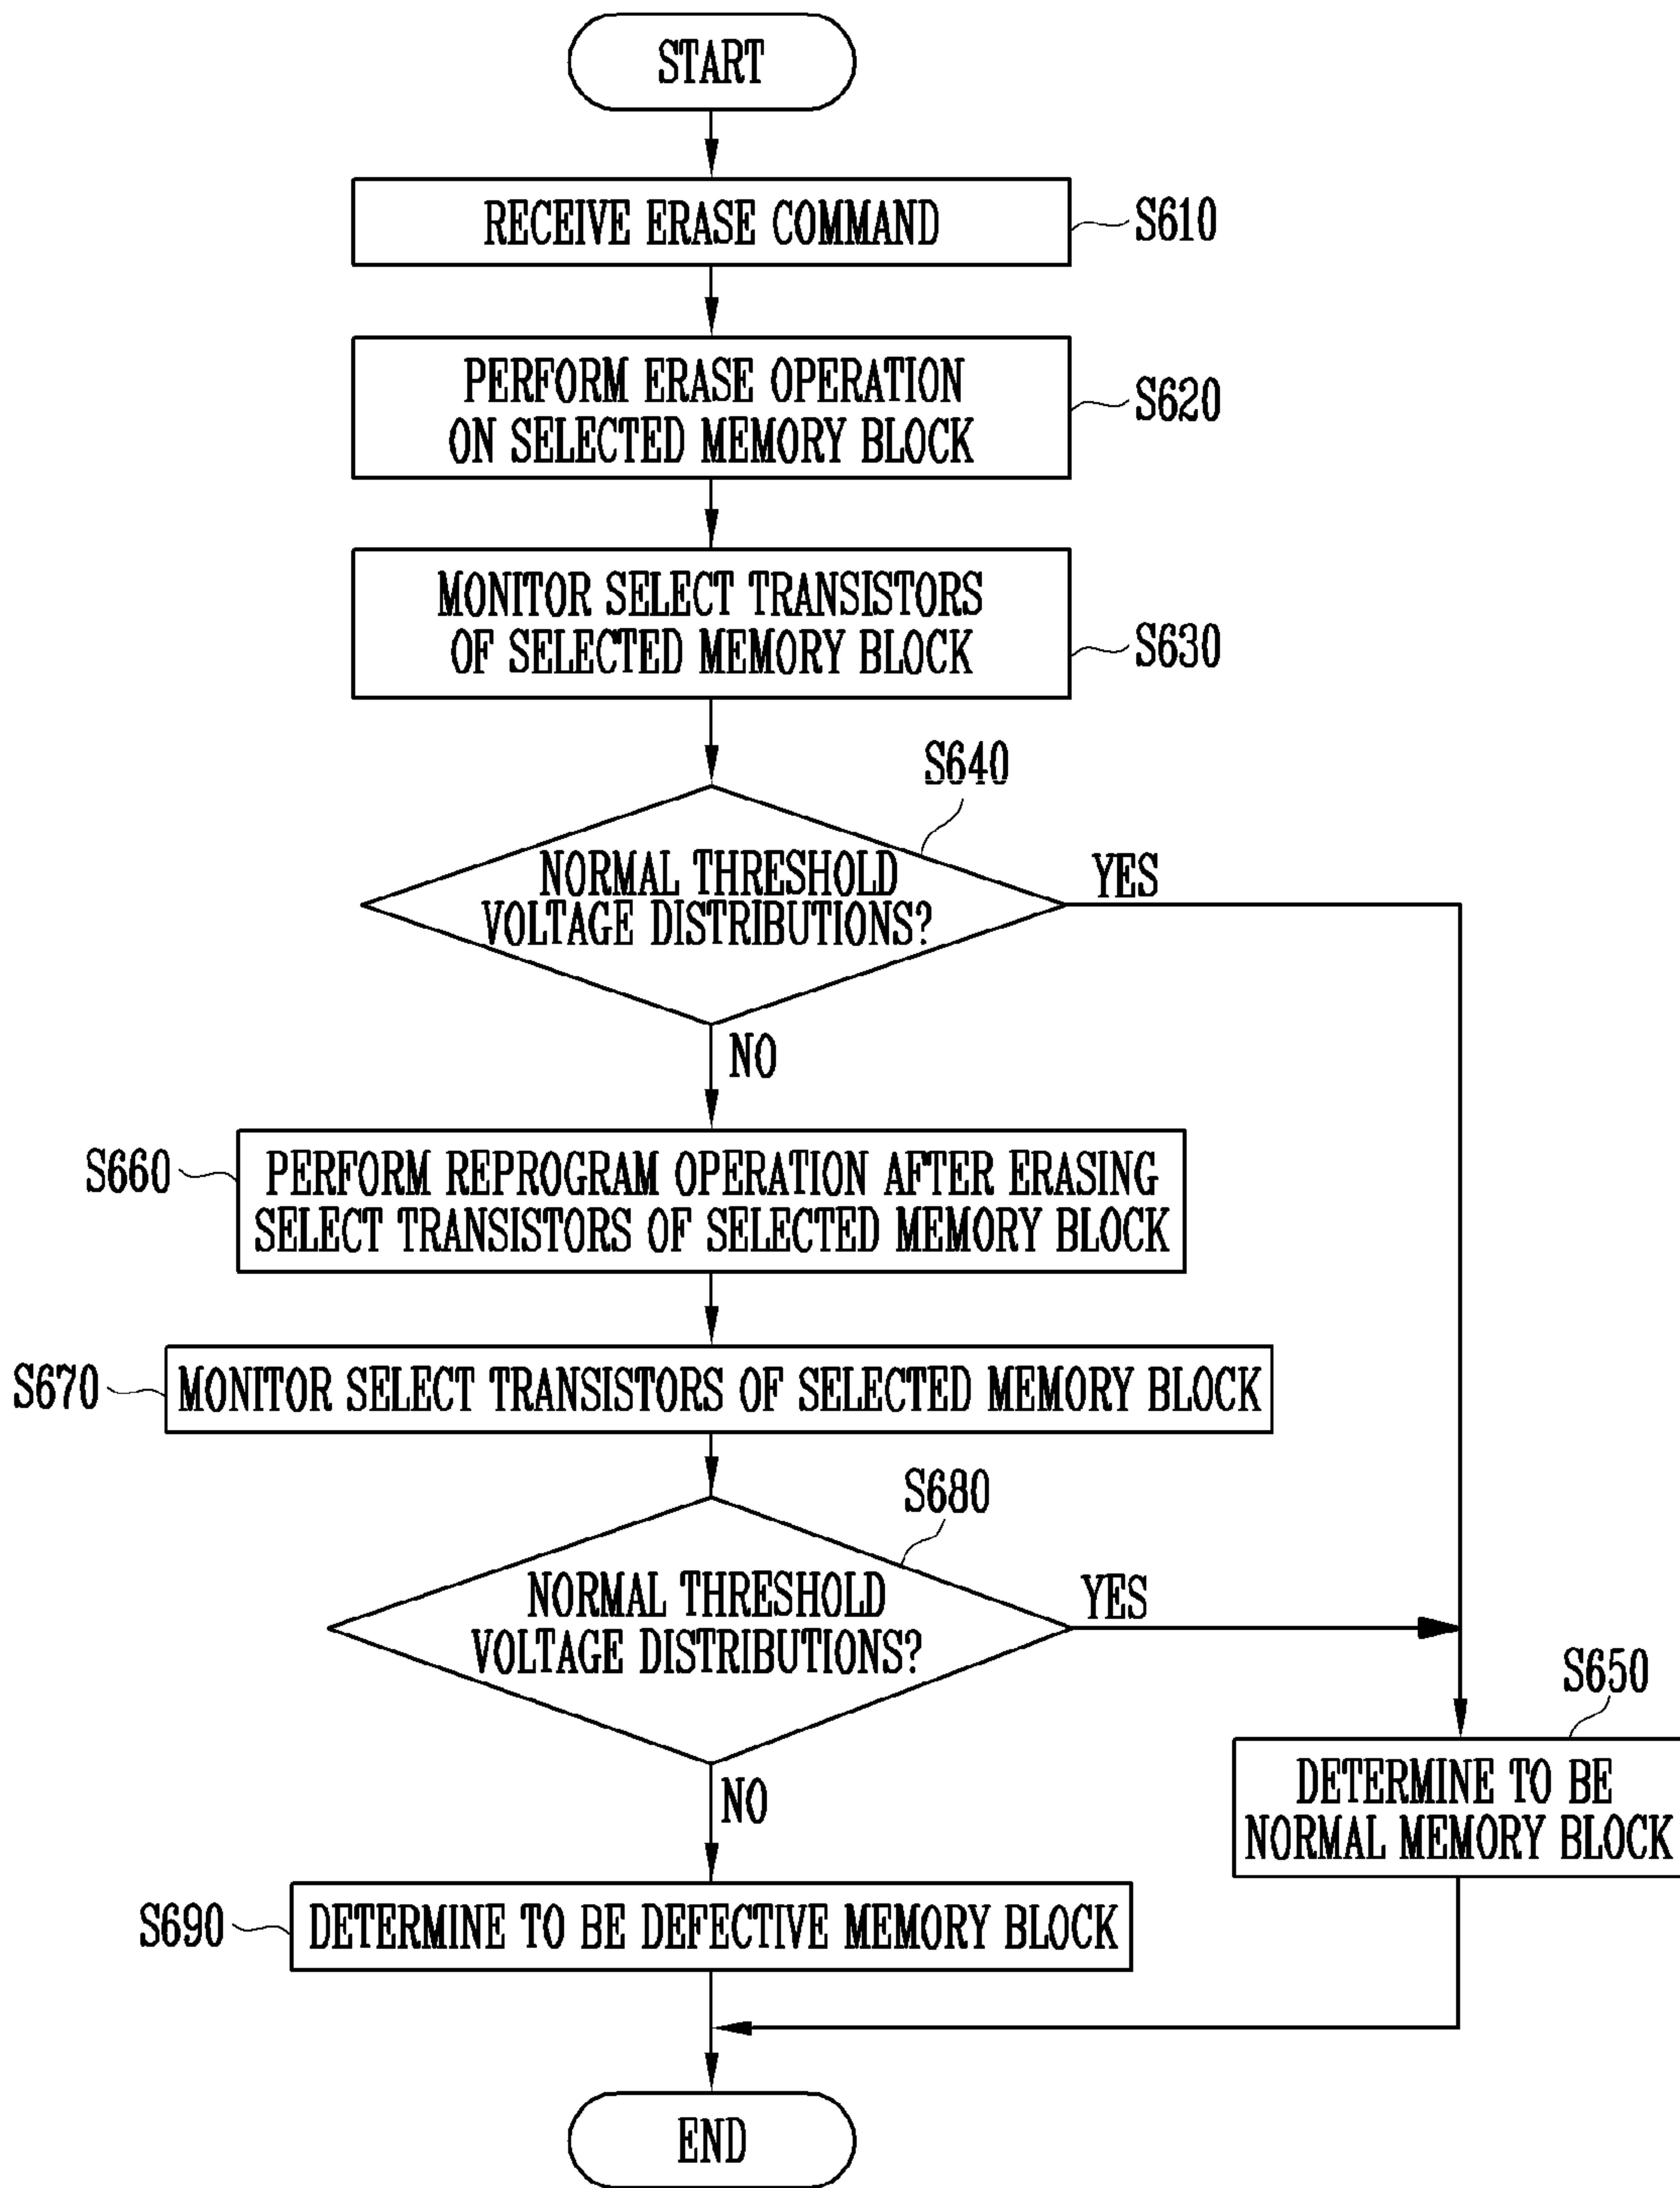 START
RECEIVE ERASE COMMAND
S610
PERFORM ERASE OPERATION
ON SELECTED MEMORY BLOCK
S620
MONITOR SELECT TRANSISTORS
OF SELECTED MEMORY BLOCK
S630
S640
NORMAL THRESHOLD
VOLTAGE DISTRIBUTIONS?
YES
NO
S660
PERFORM REPROGRAM OPERATION AFTER ERASING
SELECT TRANSISTORS OF SELECTED MEMORY BLOCK
S670
MONITOR SELECT TRANSISTORS OF SELECTED MEMORY BLOCK
S680
NORMAL THRESHOLD
VOLTAGE DISTRIBUTIONS?
YES
NO
S650
DETERMINE TO BE
NORMAL MEMORY BLOCK
S690
DETERMINE TO BE DEFECTIVE MEMORY BLOCK
END